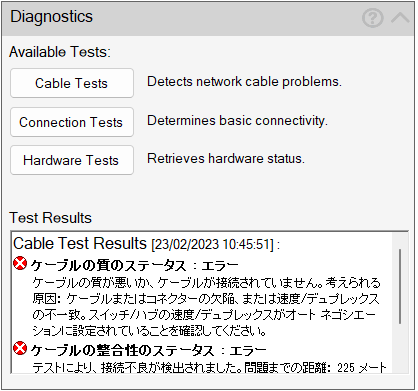 Diagnostics
Available Tests:
Cable Tests
Detects network cable problems.
Connection Tests
Determines basic connectivity.
Hardware Tests
Retrieves hardware status.
Test Results
Cable Test Results [23/02/2023 10:45:51] :
ケーブルの質のステータス : エラー
ケーブルの質が悪いか、ケーブルが接続されていません。考えられる
原因: ケーブルまたはコネクターの欠陥、または速度/デュプレックス
の不一致。スイッチ/ハブの速度/デュプレックスがオート ネゴシエ
ーションに設定されていることを確認してください。
ケーブルの整合性のステータス : エラー
テストにより、接続不良が検出されました。問題までの距離: 225 メート